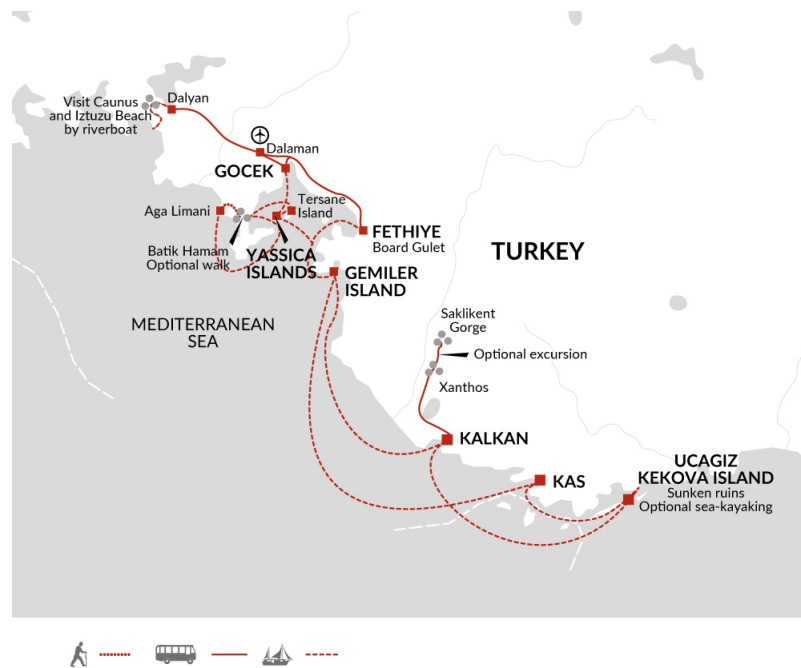 Visit Caunus
and Iztuzu Beach
by riverboat
Dalyan
Dalaman
GOCEK
Aga Limani
Tersane
Island
Batik Hamam
Optional walk
YASSICA
ISLANDS
FETHIYE
Board Gulet
GEMILER
ISLAND
TURKEY
MEDITERRANEAN
SEA
Saklikent
Gorge
Optional excursion
Xanthos
KALKAN
KAS
UCAGIZ
KEKOVA ISLAND
Sunken ruins
Optional sea-kayaking